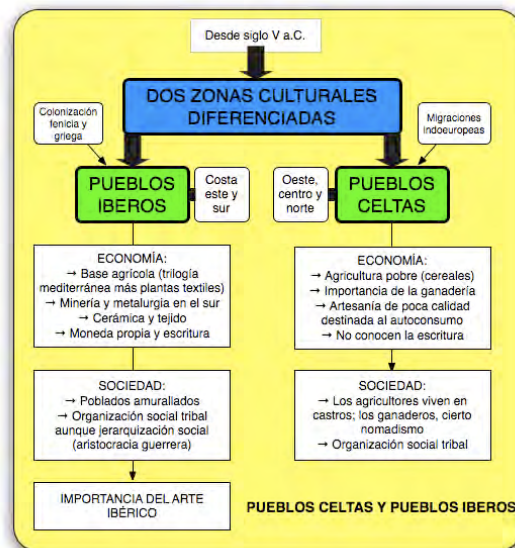 Desde siglo V a.C.
DOS ZONAS CULTURALES
DIFERENCIADAS
Colonización
fenicia y
griega
Migraciones
indoeuropeas
PUEBLOS
IBEROS
Costa
este y
sur
Oeste,
centro y
norte
PUEBLOS
CELTAS
ECONOMÍA:
→ Base agrícola (trilogía
mediterránea más plantas textiles)
→ Minería y metalurgia en el sur
→ Cerámica y tejido
→ Moneda propia y escritura
ECONOMÍA:
→ Agricultura pobre (cereales)
→ Importancia de la ganadería
→ Artesanía de poca calidad
destinada al autoconsumo
→ No conocen la escritura
SOCIEDAD:
→ Poblados amurallados
→ Organización social tribal
aunque jerarquización social
(aristocracia guerrera)
SOCIEDAD:
→ Los agricultores viven en
castros; los ganaderos, cierto
nomadismo
→ Organización social tribal
IMPORTANCIA DEL ARTE
IBÉRICO
PUEBLOS CELTAS Y PUEBLOS IBEROS